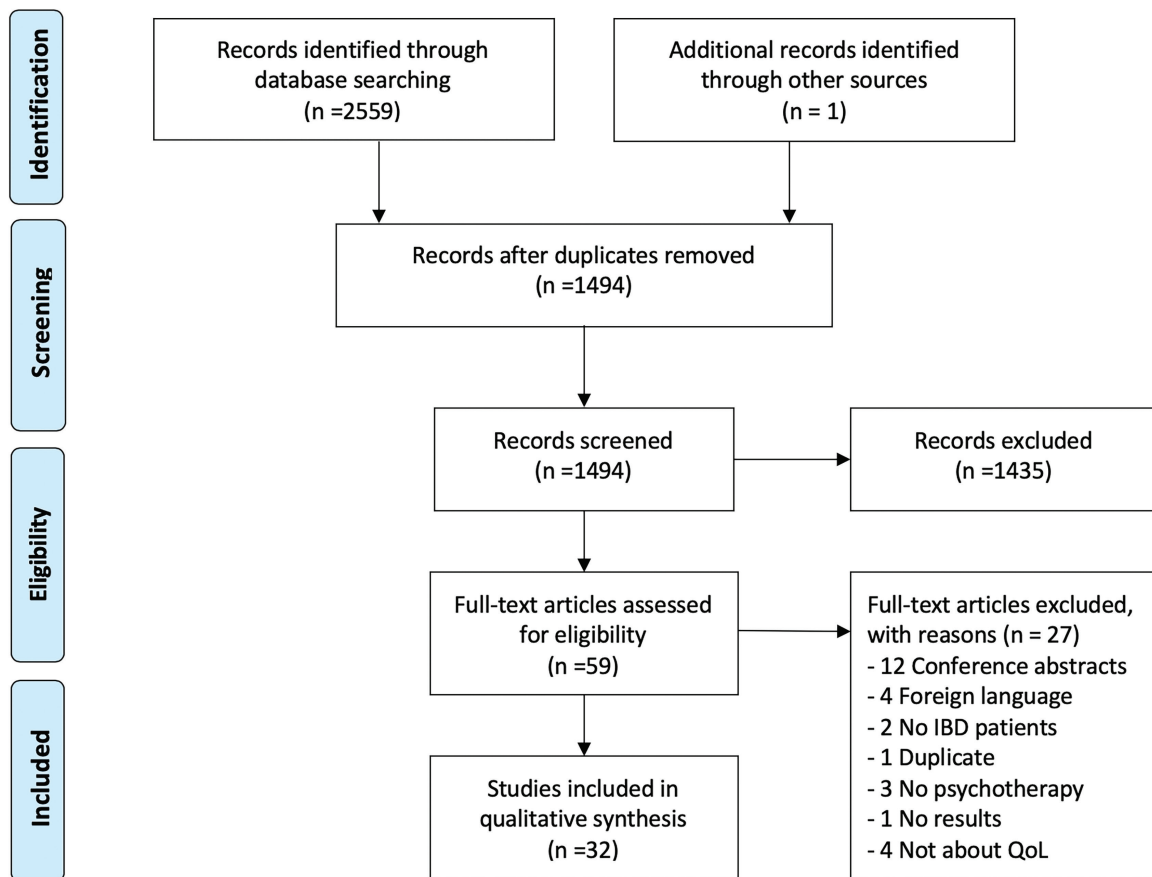 Identification
Records identified through
database searching
(n =2559)
Additional records identified
through other sources
(n = 1)
Screening
Records after duplicates removed
(n =1494)
Records screened
(n =1494)
Records excluded
(n =1435)
Eligibility
Full-text articles assessed
for eligibility
(n =59)
Full-text articles excluded,
with reasons (n = 27)
- 12 Conference abstracts
- 4 Foreign language
- 2 No IBD patients
- 1 Duplicate
- 3 No psychotherapy
- 1 No results
- 4 Not about QoL
Included
Studies included in
qualitative synthesis
(n =32)